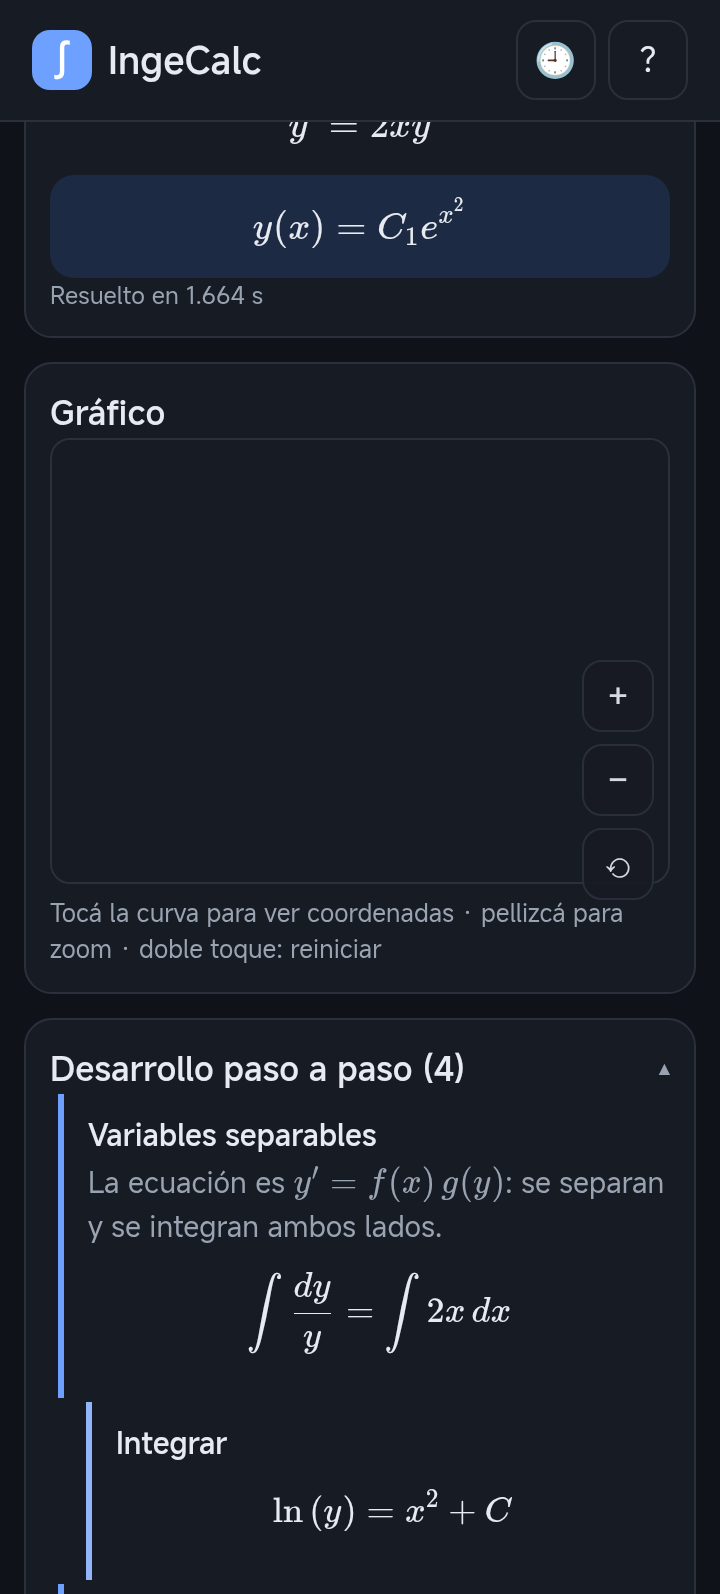 ∫ IngeCalc ?
y = 2xy
y(x) = C₁e^{x²}
Resuelto en 1.664 s
Gráfico
+
−
Tocá la curva para ver coordenadas · pellizcá para
zoom · doble toque: reiniciar
Desarrollo paso a paso (4) ▲
Variables separables
La ecuación es y′ = f(x) g(y): se separan
y se integran ambos lados.
∫ dy/y = ∫ 2x dx
Integrar
ln (y) = x² + C